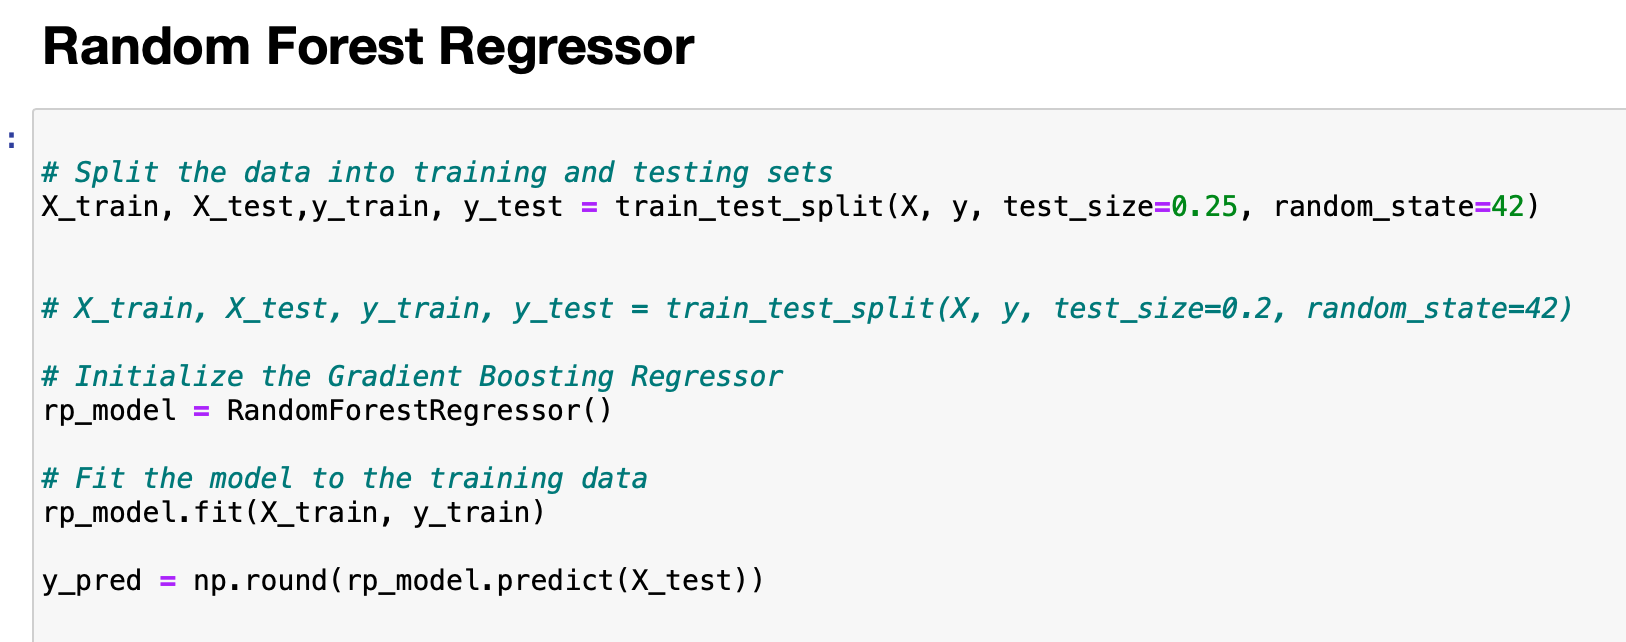 Random Forest Regressor
:
# Split the data into training and testing sets
X_train, X_test,y_train, y_test = train_test_split(X, y, test_size=0.25, random_state=42)
# X_train, X_test, y_train, y_test = train_test_split(X, y, test_size=0.2, random_state=42)
# Initialize the Gradient Boosting Regressor
rp_model = RandomForestRegressor()
# Fit the model to the training data
rp_model.fit(X_train, y_train)
y_pred = np.round(rp_model.predict(X_test))